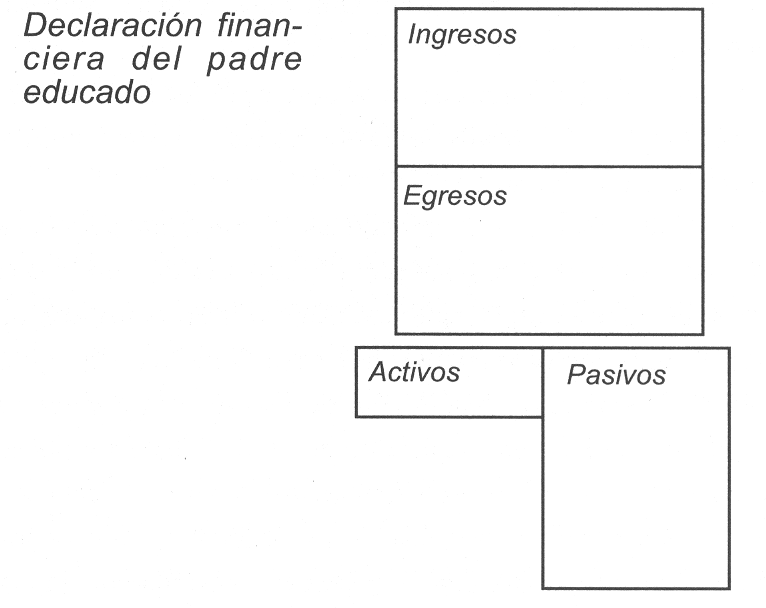 Declaración finan-
ciera del padre
educado
Ingresos
Egresos
Activos
Pasivos